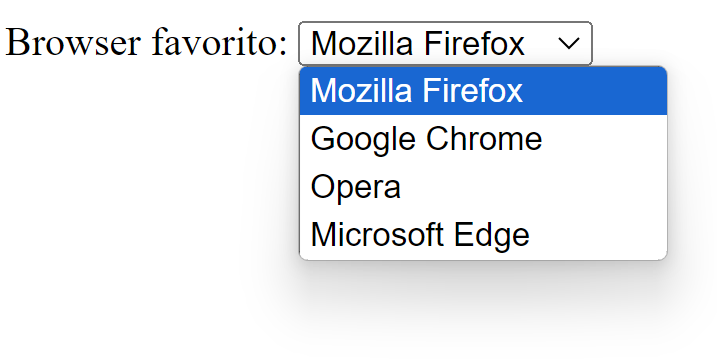 Browser favorito: Mozilla Firefox
Mozilla Firefox
Google Chrome
Opera
Microsoft Edge